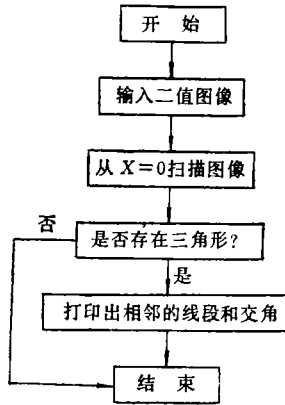 开 始
输入二值图像
从 X=0扫描图像
否
是否存在三角形?
是
打印出相邻的线段和交角
结 束